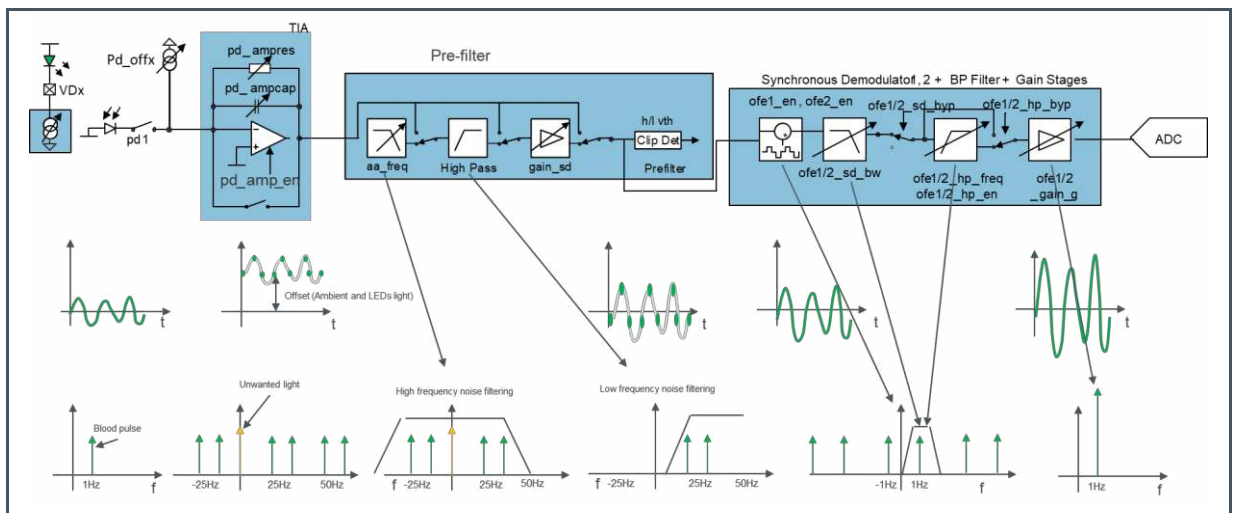 TIA
Pd_offx
pd_ampres
VDx
pd_ampcap
pd1
pd_amp_en
Pre-filter
aa_freq
High Pass
gain_sd
h/l vth
Clip Det
Prefilter
Synchronous Demodulatof, 2 + BP Filter + Gain Stages
ofe1_en, ofe2_en
ofe1/2_sd_byp
ofe1/2_hp_byp
ofe1/2_sd_bw
ofe1/2_hp_freq
ofe1/2_hp_en
ofe1/2
_gain_g
ADC
t
Offset (Ambient and LEDs light)
t
t
t
t
Blood pulse
1Hz
f
Unwanted light
-25Hz
25Hz
50Hz
f
High frequency noise filtering
f
-25Hz
25Hz
50Hz
Low frequency noise filtering
f
-25Hz
25Hz
50Hz
-1Hz
1Hz
f
1Hz
f